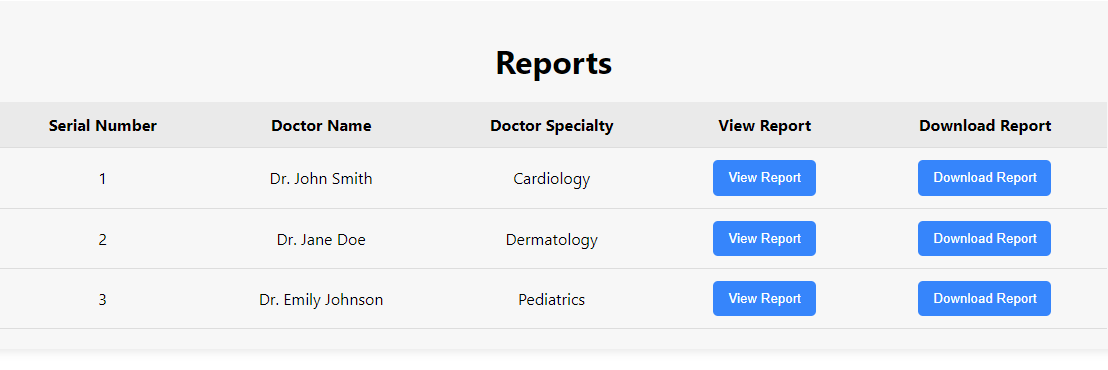 Reports
Serial Number Doctor Name Doctor Specialty View Report Download Report
1 Dr. John Smith Cardiology View Report Download Report
2 Dr. Jane Doe Dermatology View Report Download Report
3 Dr. Emily Johnson Pediatrics View Report Download Report